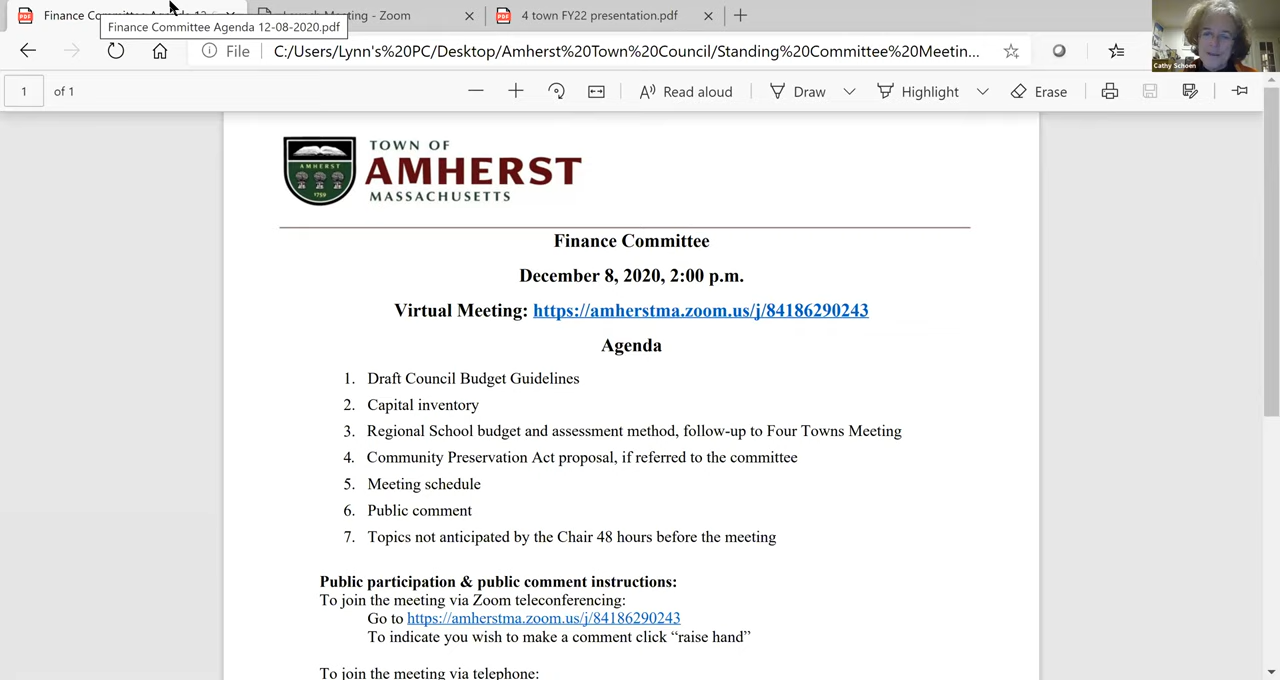 Finance Committee Agenda 12
Launch Meeting - Zoom
4 town FY22 presentation.pdf
Finance Committee Agenda 12-08-2020.pdf
File
C:/Users/Lynn's%20PC/Desktop/Amherst%20Town%20Council/Standing%20Committee%20Meetin...
Cathy Schoen
1 of 1
A Read aloud
Draw
Highlight
Erase
TOWN OF
AMHERST
MASSACHUSETTS
AMHERST
1759
Finance Committee
December 8, 2020, 2:00 p.m.
Virtual Meeting: https://amherstma.zoom.us/j/84186290243
Agenda
1. Draft Council Budget Guidelines
2. Capital inventory
3. Regional School budget and assessment method, follow-up to Four Towns Meeting
4. Community Preservation Act proposal, if referred to the committee
5. Meeting schedule
6. Public comment
7. Topics not anticipated by the Chair 48 hours before the meeting
Public participation & public comment instructions:
To join the meeting via Zoom teleconferencing:
Go to https://amherstma.zoom.us/j/84186290243
To indicate you wish to make a comment click “raise hand”
To join the meeting via telephone: